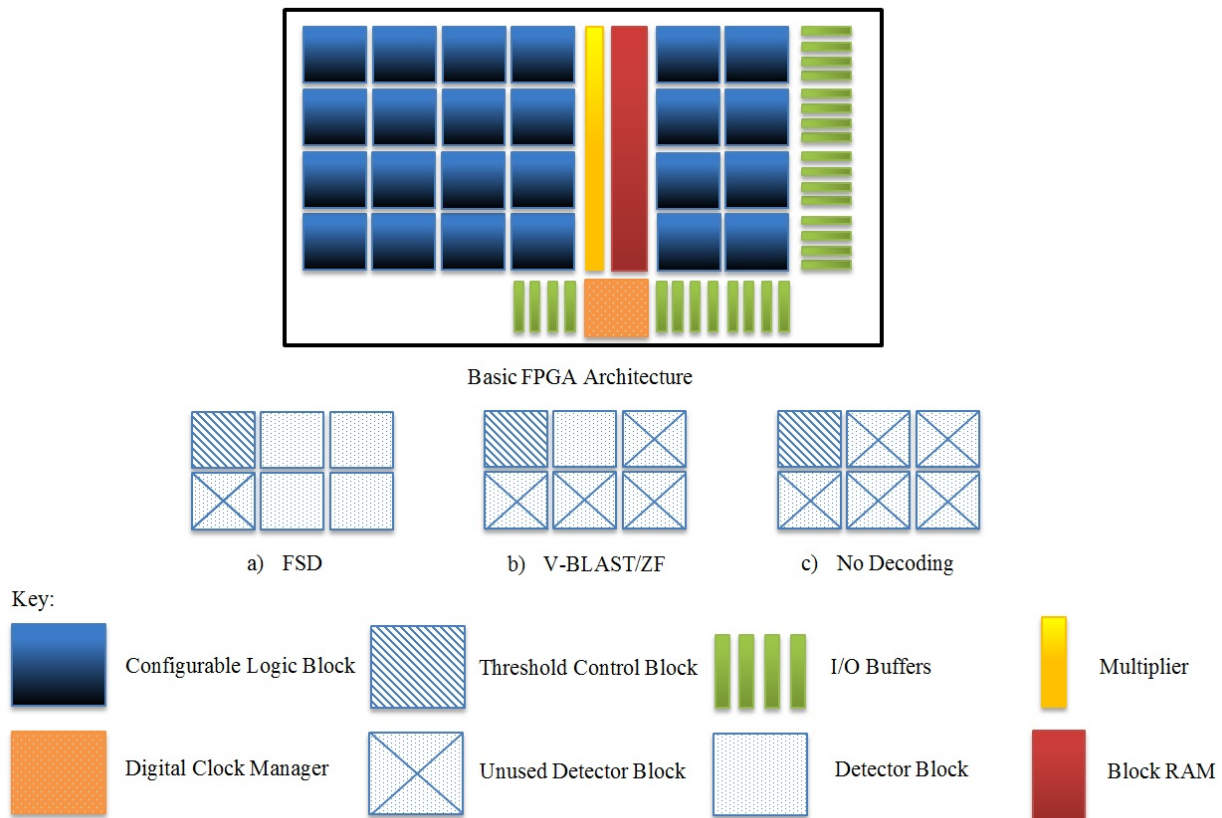 Basic FPGA Architecture
a) FSD
b) V-BLAST/ZF
c) No Decoding
Key:
Configurable Logic Block
Threshold Control Block
I/O Buffers
Multiplier
Digital Clock Manager
Unused Detector Block
Detector Block
Block RAM